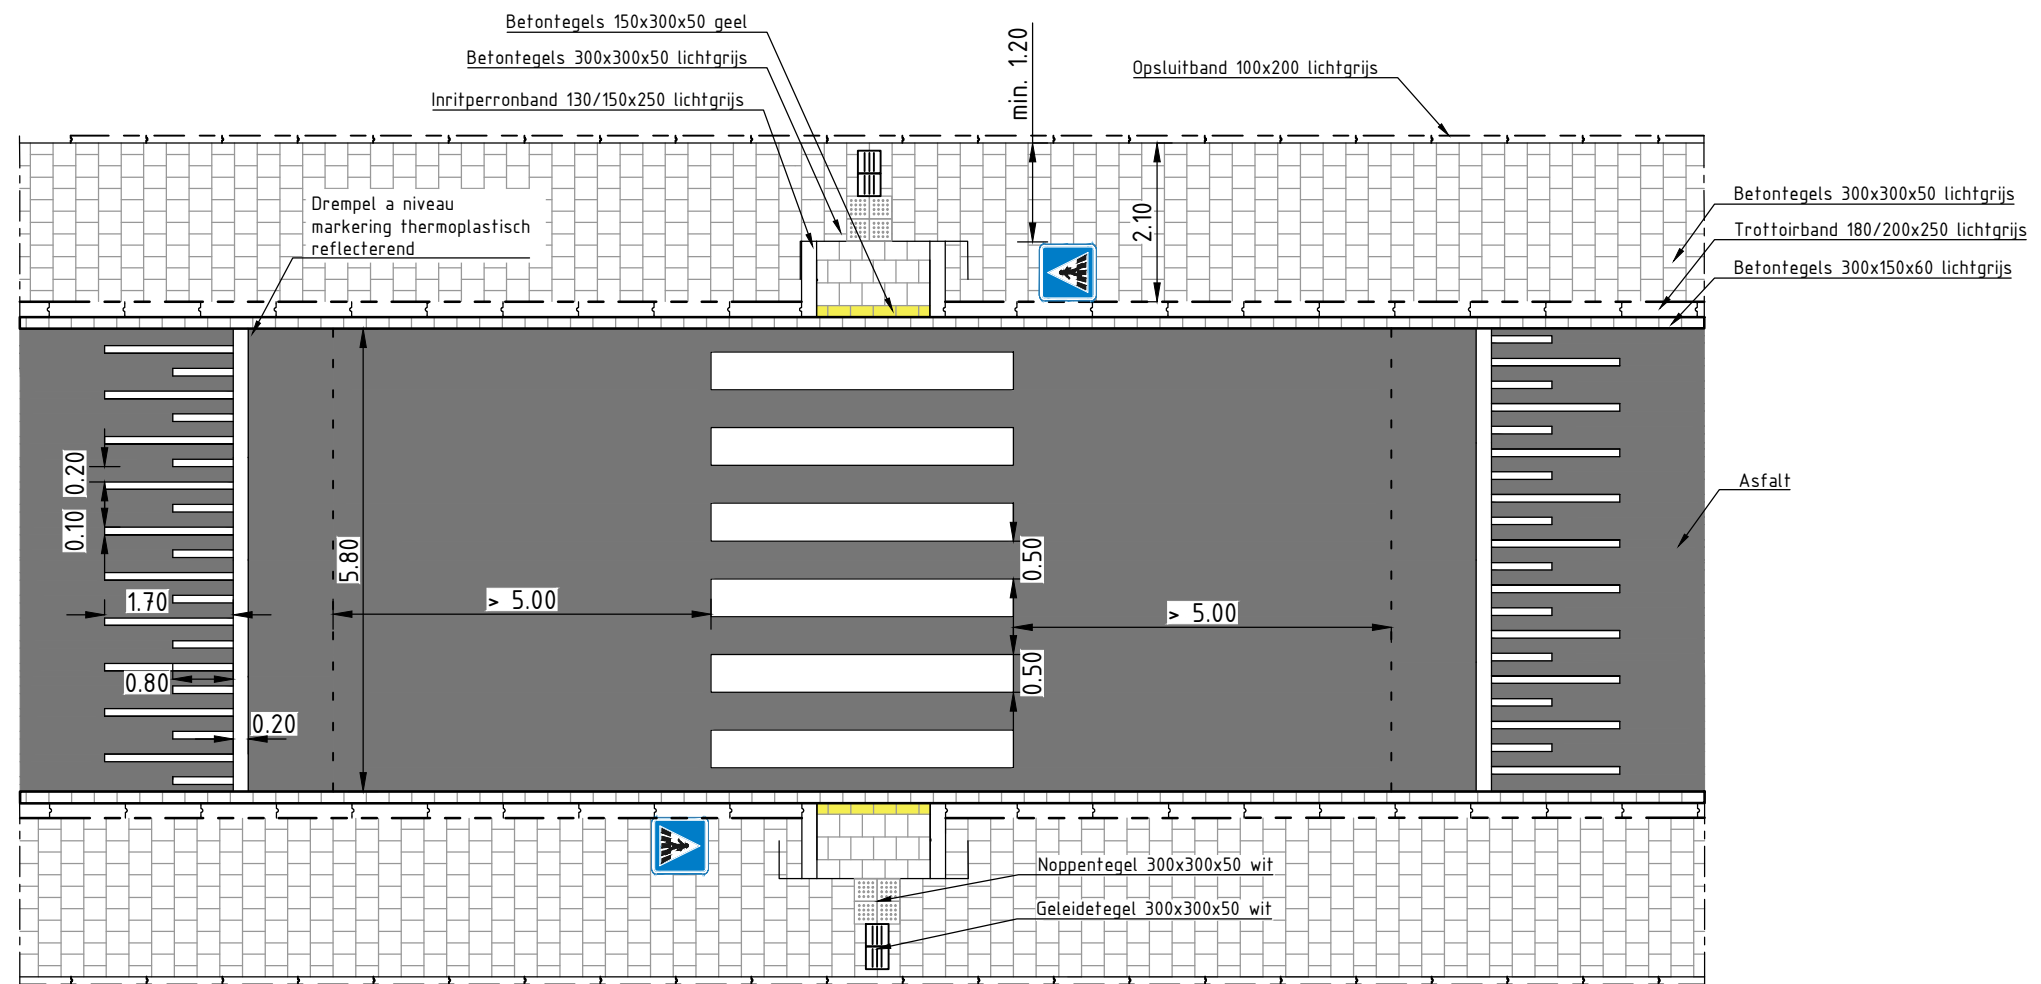 Betontegels 150x300x50 geel
Betontegels 300x300x50 lichtgrijs
Inritperronband 130/150x250 lichtgrijs
min. 1.20
Opsluitband 100x200 lichtgrijs
Drempel a niveau
markering thermoplastisch
reflecterend
2.10
Betontegels 300x300x50 lichtgrijs
Trottoirband 180/200x250 lichtgrijs
Betontegels 300x150x60 lichtgrijs
0.20
0.10
5.80
1.70
> 5.00
0.50
> 5.00
Asfalt
0.80
0.50
0.20
Noppentegel 300x300x50 wit
Geleidetegel 300x300x50 wit